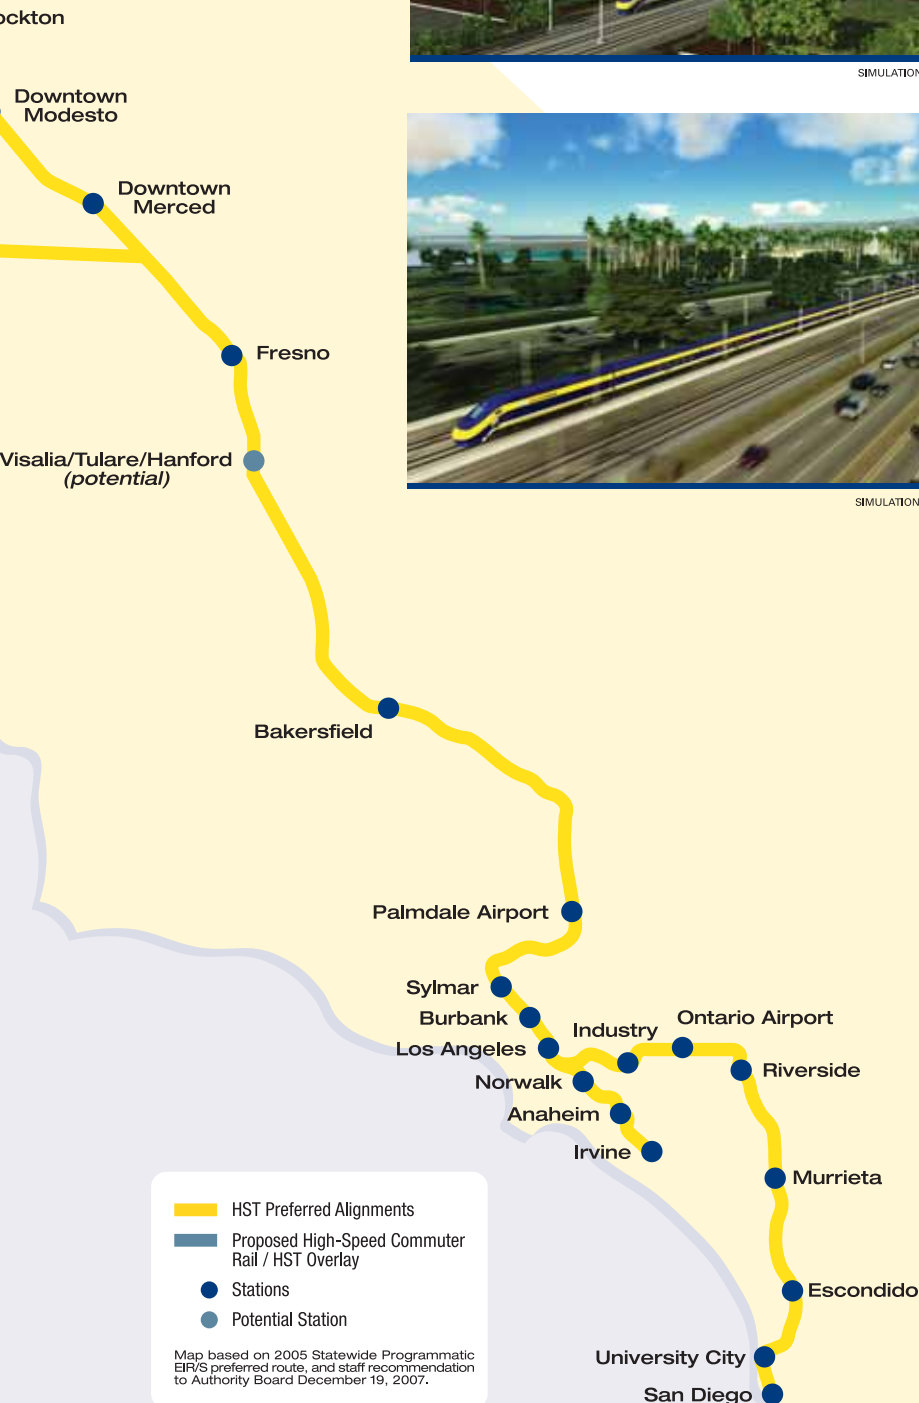 ockton
SIMULATION
Downtown
Modesto
Downtown
Merced
Fresno
Visalia/Tulare/Hanford
(potential)
SIMULATION
Bakersfield
Palmdale Airport
Sylmar
Burbank
Industry
Ontario Airport
Los Angeles
Riverside
Norwalk
Anaheim
Irvine
Murrieta
HST Preferred Alignments
Proposed High-Speed Commuter
Rail / HST Overlay
Stations
Potential Station
Map based on 2005 Statewide Programmatic
EIR/S preferred route, and staff recommendation
to Authority Board December 19, 2007.
Escondido
University City
San Diego